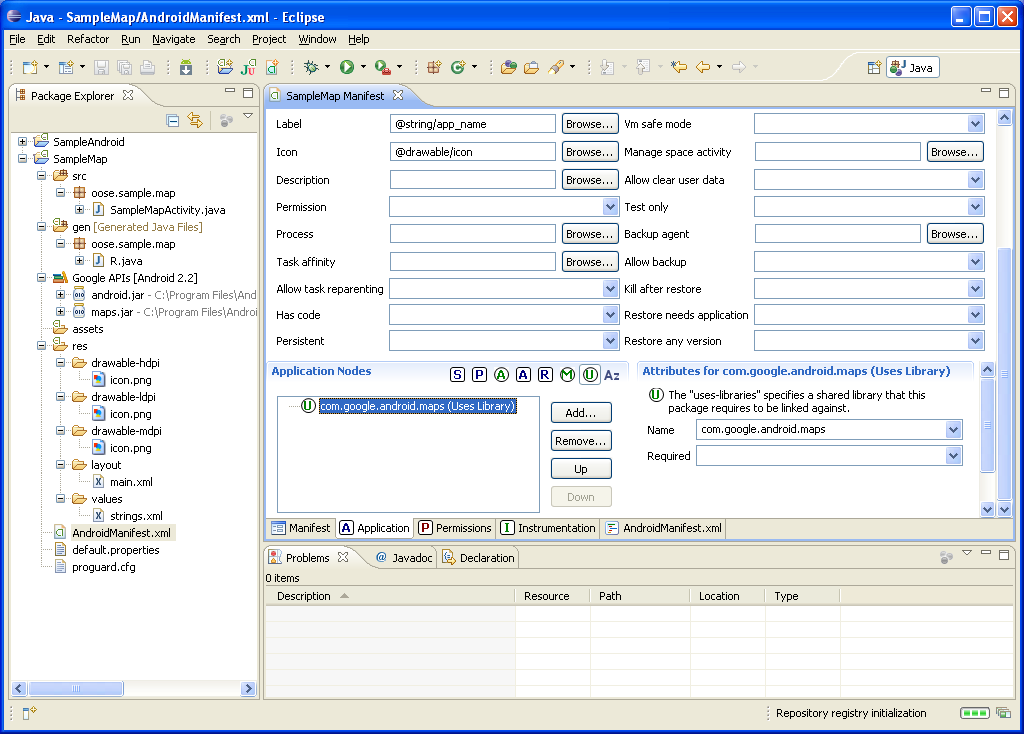 Java - SampleMap/AndroidManifest.xml - Eclipse
File Edit Refactor Run Navigate Search Project Window Help
Java
Package Explorer
SampleAndroid
SampleMap
src
oose.sample.map
SampleMapActivity.java
gen [Generated Java Files]
oose.sample.map
R.java
Google APIs [Android 2.2]
android.jar - C:\Program Files\And
maps.jar - C:\Program Files\Androi
assets
res
drawable-hdpi
icon.png
drawable-ldpi
icon.png
drawable-mdpi
icon.png
layout
main.xml
values
strings.xml
AndroidManifest.xml
default.properties
proguard.cfg
SampleMap Manifest
Label @string/app_name Browse... Vm safe mode
Icon @drawable/icon Browse... Manage space activity Browse...
Description Browse... Allow clear user data
Permission Test only
Process Browse... Backup agent Browse...
Task affinity Browse... Allow backup
Allow task reparenting Kill after restore
Has code Restore needs application
Persistent Restore any version
Application Nodes S P A A R M U Az
U com.google.android.maps (Uses Library)
Add...
Remove...
Up
Down
Attributes for com.google.android.maps (Uses Library)
U The "uses-libraries" specifies a shared library that this
package requires to be linked against.
Name com.google.android.maps
Required
Manifest A Application P Permissions I Instrumentation AndroidManifest.xml
Problems @ Javadoc Declaration
0 items
Description Resource Path Location Type
Repository registry initialization